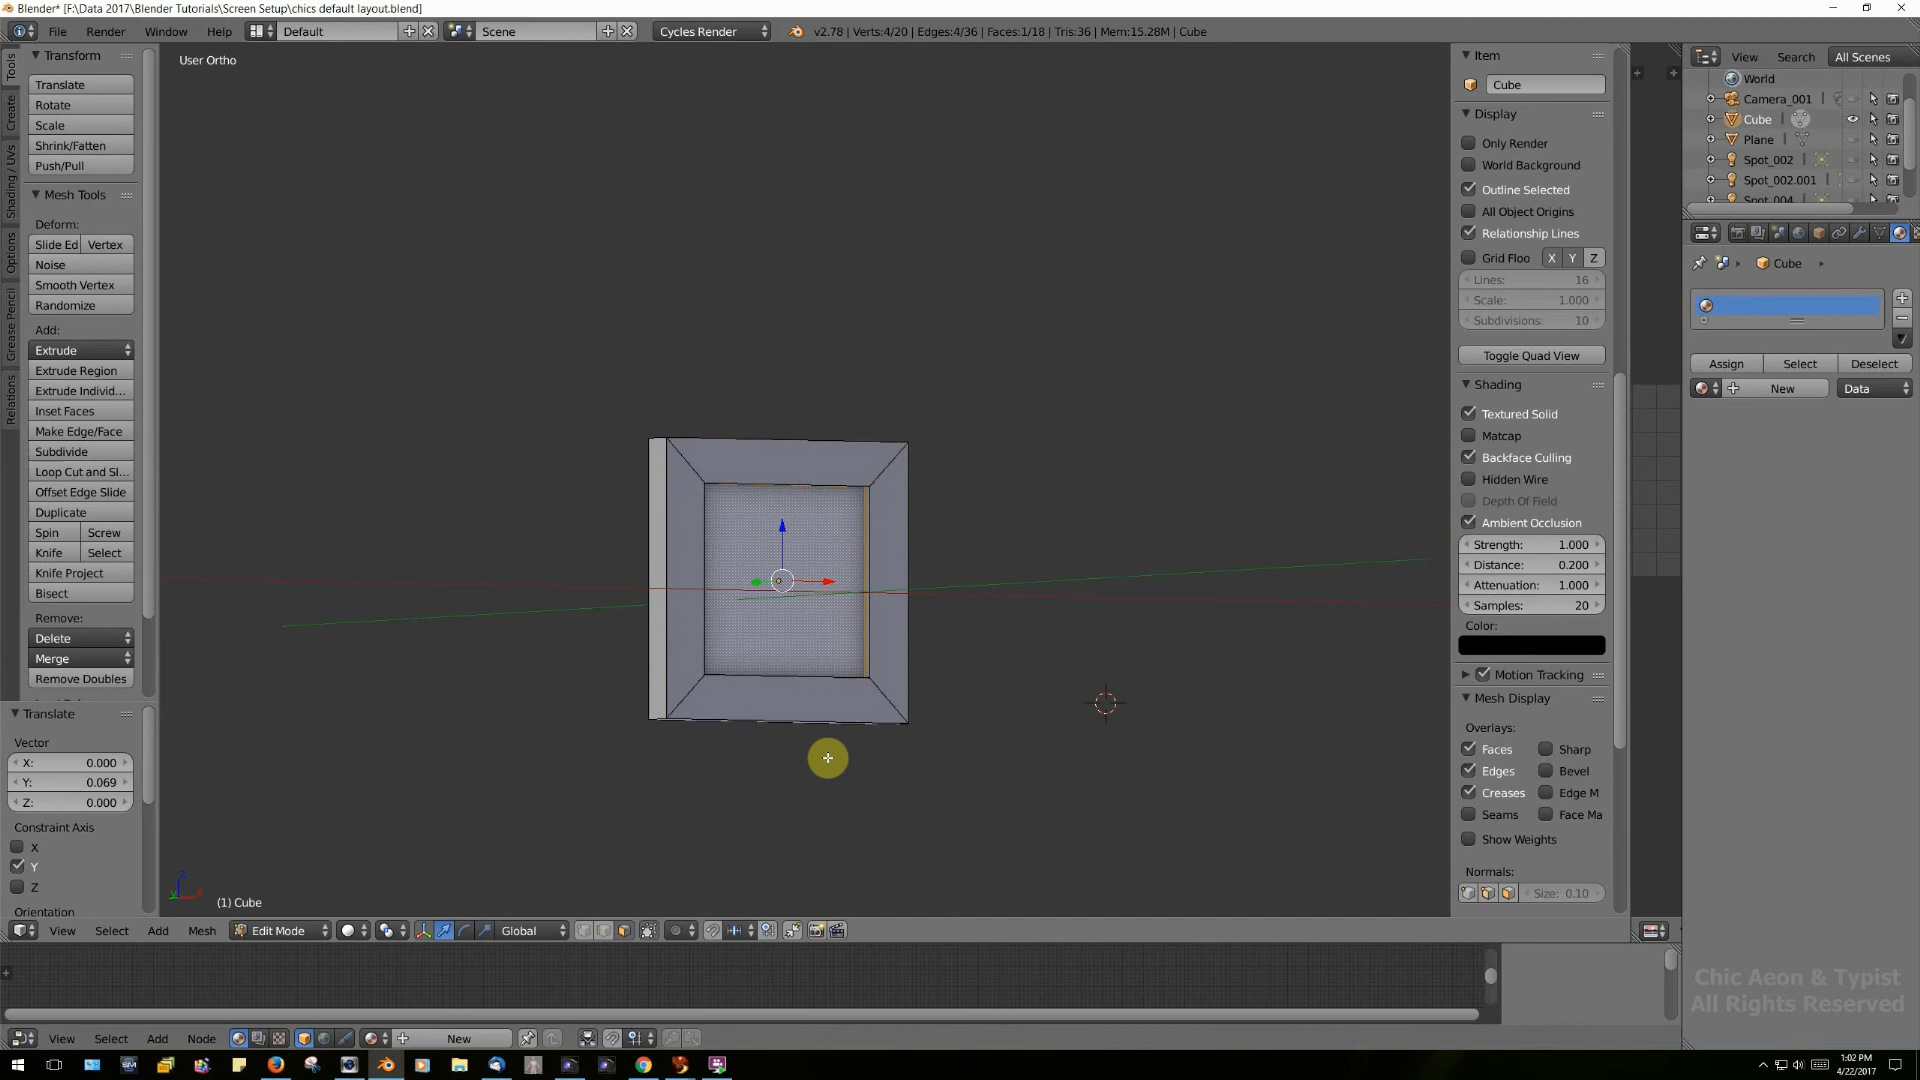 Blender* [F:\Data 2017\Blender Tutorials\Screen Setup\chics default layout.blend]
File Render Window Help Default Scene Cycles Render v2.78 | Verts:4/20 | Edges:4/36 | Faces:1/18 | Tris:36 | Mem:15.28M | Cube
Tools
Create
Shading / UVs
Options
Grease Pencil
Relations
Transform
Translate
Rotate
Scale
Shrink/Fatten
Push/Pull
Mesh Tools
Deform:
Slide Ed Vertex
Noise
Smooth Vertex
Randomize
Add:
Extrude
Extrude Region
Extrude Individ...
Inset Faces
Make Edge/Face
Subdivide
Loop Cut and Sl...
Offset Edge Slide
Duplicate
Spin Screw
Knife Select
Knife Project
Bisect
Remove:
Delete
Merge
Remove Doubles
Translate
Vector
X: 0.000
Y: 0.069
Z: 0.000
Constraint Axis
X
Y
Z
Orientation
User Ortho
(1) Cube
View Select Add Mesh Edit Mode Global
Item
Cube
Display
Only Render
World Background
Outline Selected
All Object Origins
Relationship Lines
Grid Floo X Y Z
Lines: 16
Scale: 1.000
Subdivisions: 10
Toggle Quad View
Shading
Textured Solid
Matcap
Backface Culling
Hidden Wire
Depth Of Field
Ambient Occlusion
Strength: 1.000
Distance: 0.200
Attenuation: 1.000
Samples: 20
Color:
Motion Tracking
Mesh Display
Overlays:
Faces Sharp
Edges Bevel
Creases Edge M
Seams Face Ma
Show Weights
Normals:
Size: 0.10
View Search All Scenes
World
Camera_001
Cube
Plane
Spot_002
Spot_002.001
Spot_004
Cube
Assign Select Deselect
New Data
Chic Aeon & Typist
All Rights Reserved
View Select Add Node New
1:02 PM
4/22/2017